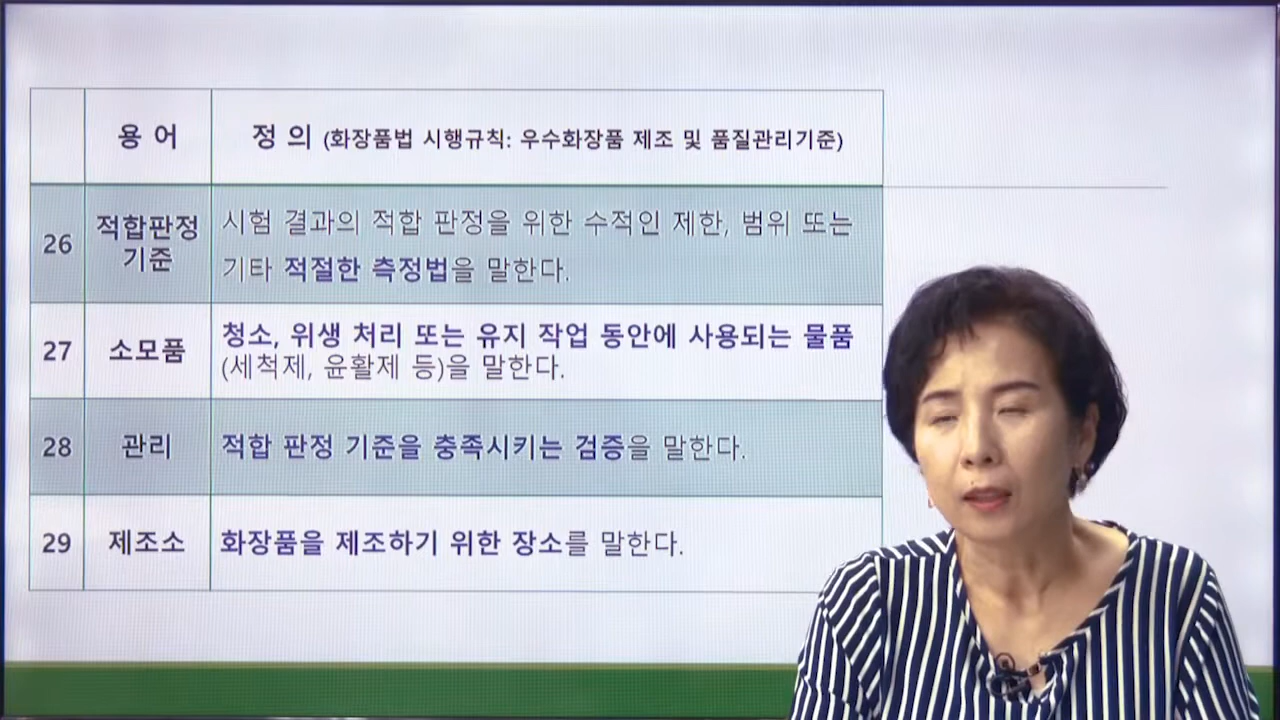 용 어
정 의 (화장품법 시행규칙: 우수화장품 제조 및 품질관리기준)
26
적합판정
기준
시험 결과의 적합 판정을 위한 수적인 제한, 범위 또는
기타 적절한 측정법을 말한다.
27
소모품
청소, 위생 처리 또는 유지 작업 동안에 사용되는 물품
(세척제, 윤활제 등)을 말한다.
28
관리
적합 판정 기준을 충족시키는 검증을 말한다.
29
제조소
화장품을 제조하기 위한 장소를 말한다.